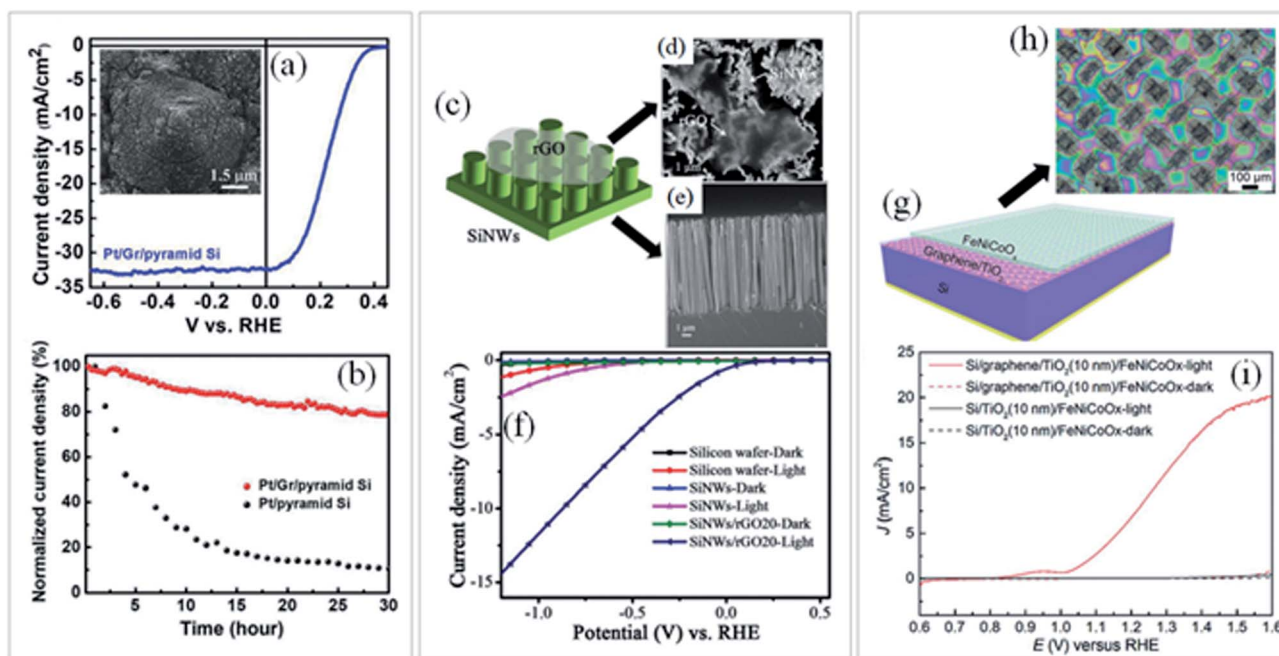 (a)
Current density (mA/cm²)
0
-5
-10
-15
-20
-25
-30
-35
1.5 μm
Pt/Gr/pyramid Si
-0.6 -0.4 -0.2 0.0 0.2 0.4
V vs. RHE
(b)
Normalized current density (%)
100
80
60
40
20
0
Pt/Gr/pyramid Si
Pt/pyramid Si
5 10 15 20 25 30
Time (hour)
(c)
rGO
SiNWs
(d)
SiNWs
rGO
1 μm
(e)
1 μm
(f)
Current density (mA/cm²)
0
-5
-10
-15
Silicon wafer-Dark
Silicon wafer-Light
SiNWs-Dark
SiNWs-Light
SiNWs/rGO20-Dark
SiNWs/rGO20-Light
-1.0 -0.5 0.0 0.5
Potential (V) vs. RHE
(h)
100 μm
(g)
FeNiCoOₓ
Graphene/TiO₂
Si
(i)
J (mA/cm²)
25
20
15
10
5
0
Si/graphene/TiO₂(10 nm)/FeNiCoOx-light
Si/graphene/TiO₂(10 nm)/FeNiCoOx-dark
Si/TiO₂(10 nm)/FeNiCoOx-light
Si/TiO₂(10 nm)/FeNiCoOx-dark
0.6 0.7 0.8 0.9 1.0 1.1 1.2 1.3 1.4 1.5 1.6
E (V) versus RHE